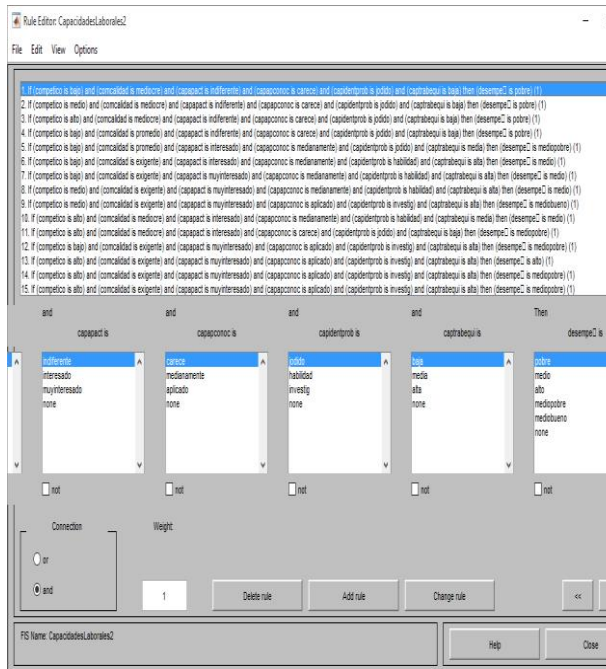 Rule Editor: CapacidadesLaborales2
File Edit View Options
1. If (competico is bajo) and (comcalidad is mediocre) and (capapact is indiferente) and (capapconoc is carece) and (capidentprob is jodido) and (captrabequi is baja) then (desempe□ is pobre) (1)
2. If (competico is medio) and (comcalidad is mediocre) and (capapact is indiferente) and (capapconoc is carece) and (capidentprob is jodido) and (captrabequi is baja) then (desempe□ is pobre) (1)
3. If (competico is alto) and (comcalidad is mediocre) and (capapact is indiferente) and (capapconoc is carece) and (capidentprob is jodido) and (captrabequi is baja) then (desempe□ is pobre) (1)
4. If (competico is bajo) and (comcalidad is promedio) and (capapact is indiferente) and (capapconoc is carece) and (capidentprob is jodido) and (captrabequi is baja) then (desempe□ is pobre) (1)
5. If (competico is bajo) and (comcalidad is promedio) and (capapact is interesado) and (capapconoc is medianamente) and (capidentprob is jodido) and (captrabequi is media) then (desempe□ is mediopobre) (1)
6. If (competico is bajo) and (comcalidad is exigente) and (capapact is interesado) and (capapconoc is medianamente) and (capidentprob is habilidad) and (captrabequi is alta) then (desempe□ is medio) (1)
7. If (competico is bajo) and (comcalidad is exigente) and (capapact is muyinteresado) and (capapconoc is medianamente) and (capidentprob is habilidad) and (captrabequi is alta) then (desempe□ is medio) (1)
8. If (competico is medio) and (comcalidad is exigente) and (capapact is muyinteresado) and (capapconoc is medianamente) and (capidentprob is habilidad) and (captrabequi is alta) then (desempe□ is medio) (1)
9. If (competico is medio) and (comcalidad is exigente) and (capapact is muyinteresado) and (capapconoc is aplicado) and (capidentprob is investig) and (captrabequi is alta) then (desempe□ is mediobueno) (1)
10. If (competico is alto) and (comcalidad is mediocre) and (capapact is interesado) and (capapconoc is medianamente) and (capidentprob is habilidad) and (captrabequi is media) then (desempe□ is medio) (1)
11. If (competico is alto) and (comcalidad is mediocre) and (capapact is interesado) and (capapconoc is carece) and (capidentprob is jodido) and (captrabequi is baja) then (desempe□ is mediopobre) (1)
12. If (competico is bajo) and (comcalidad is exigente) and (capapact is muyinteresado) and (capapconoc is aplicado) and (capidentprob is investig) and (captrabequi is alta) then (desempe□ is mediopobre) (1)
13. If (competico is alto) and (comcalidad is exigente) and (capapact is muyinteresado) and (capapconoc is aplicado) and (capidentprob is investig) and (captrabequi is alta) then (desempe□ is alto) (1)
14. If (competico is alto) and (comcalidad is exigente) and (capapact is muyinteresado) and (capapconoc is aplicado) and (capidentprob is investig) and (captrabequi is alta) then (desempe□ is mediopobre) (1)
15. If (competico is alto) and (comcalidad is exigente) and (capapact is muyinteresado) and (capapconoc is aplicado) and (capidentprob is investig) and (captrabequi is alta) then (desempe□ is mediopobre) (1)
and and and and Then
capapact is capapconoc is capidentprob is captrabequi is desempe□ is
indiferente carece jodido baja pobre
interesado medianamente habilidad media medio
muyinteresado aplicado investig alta alto
none none none none mediopobre
mediobueno
none
not not not not not
Connection Weight:
or
and 1 Delete rule Add rule Change rule <<
FIS Name: CapacidadesLaborales2 Help Close